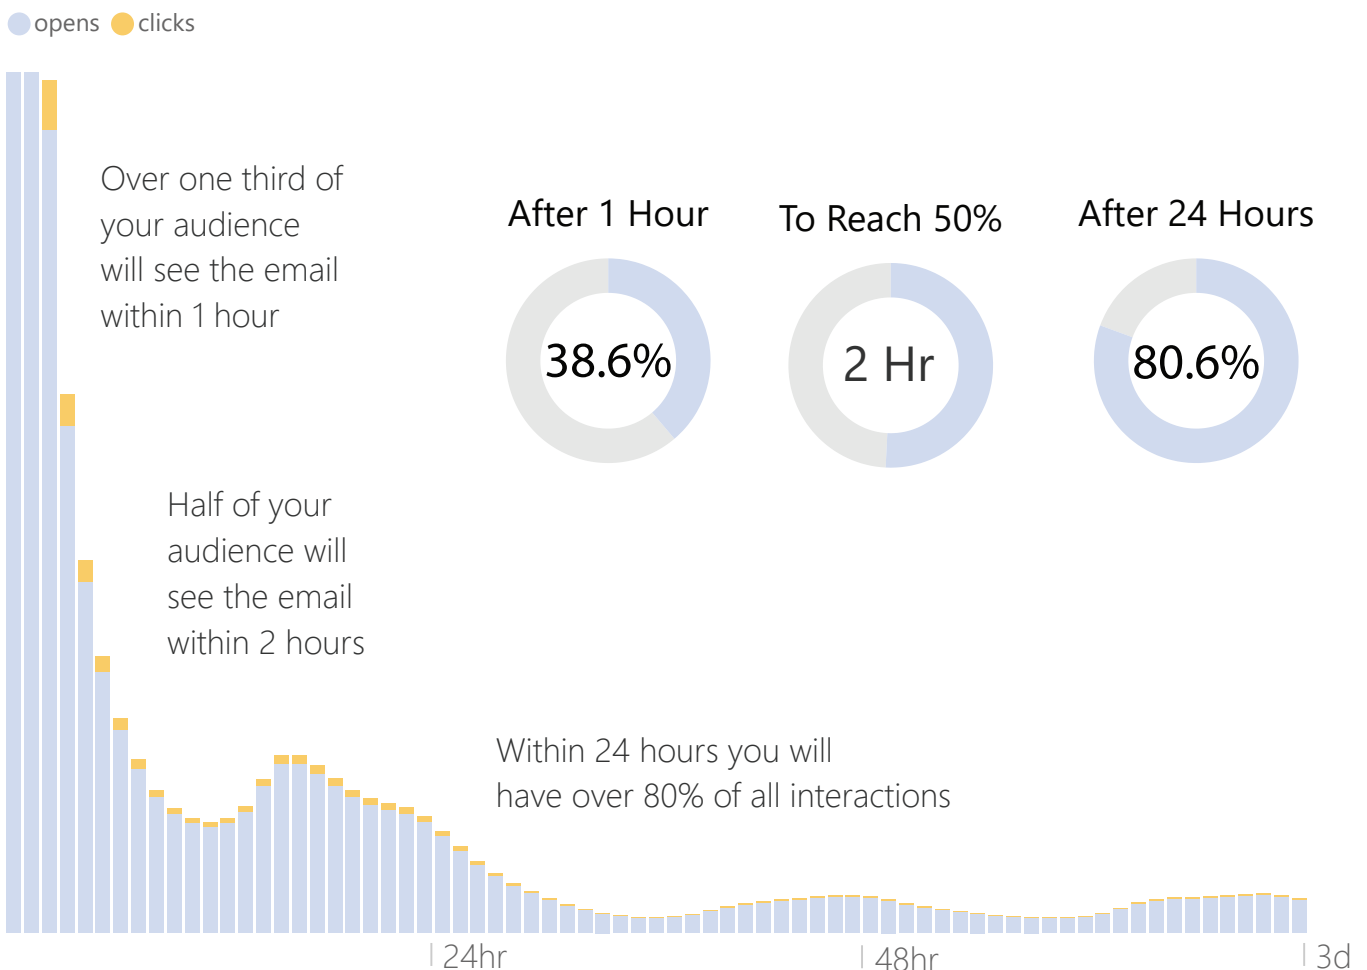 opens clicks
Over one third of
your audience
will see the email
within 1 hour
After 1 Hour
38.6%
To Reach 50%
2 Hr
After 24 Hours
80.6%
Half of your
audience will
see the email
within 2 hours
Within 24 hours you will
have over 80% of all interactions
24hr
48hr
3d